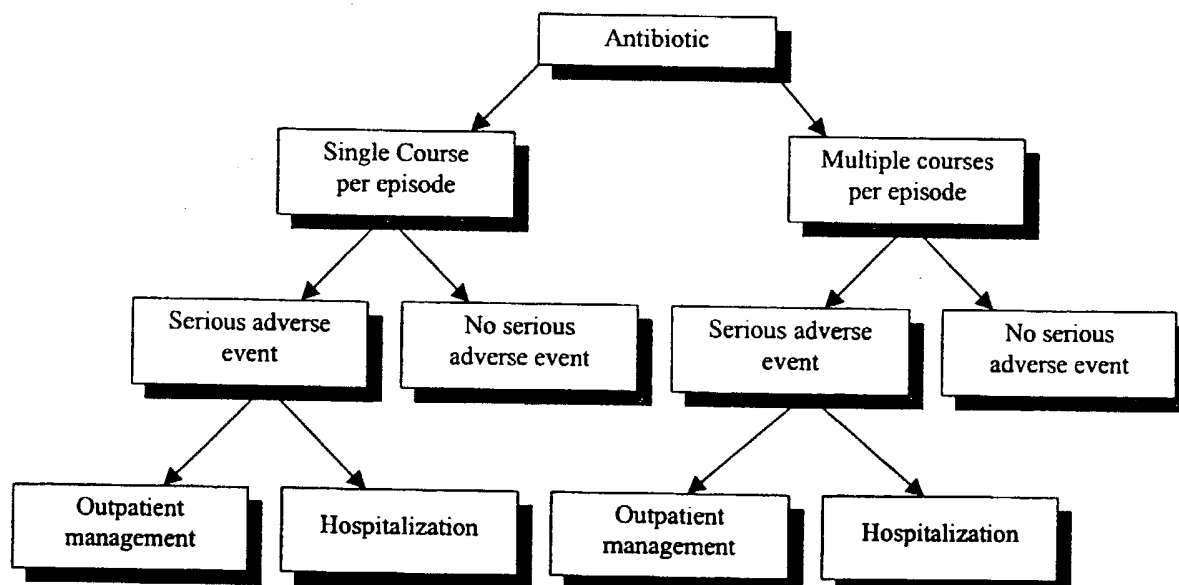 Antibiotic
Single Course
per episode
Multiple courses
per episode
Serious adverse
event
No serious
adverse event
Serious adverse
event
No serious
adverse event
Outpatient
management
Hospitalization
Outpatient
management
Hospitalization